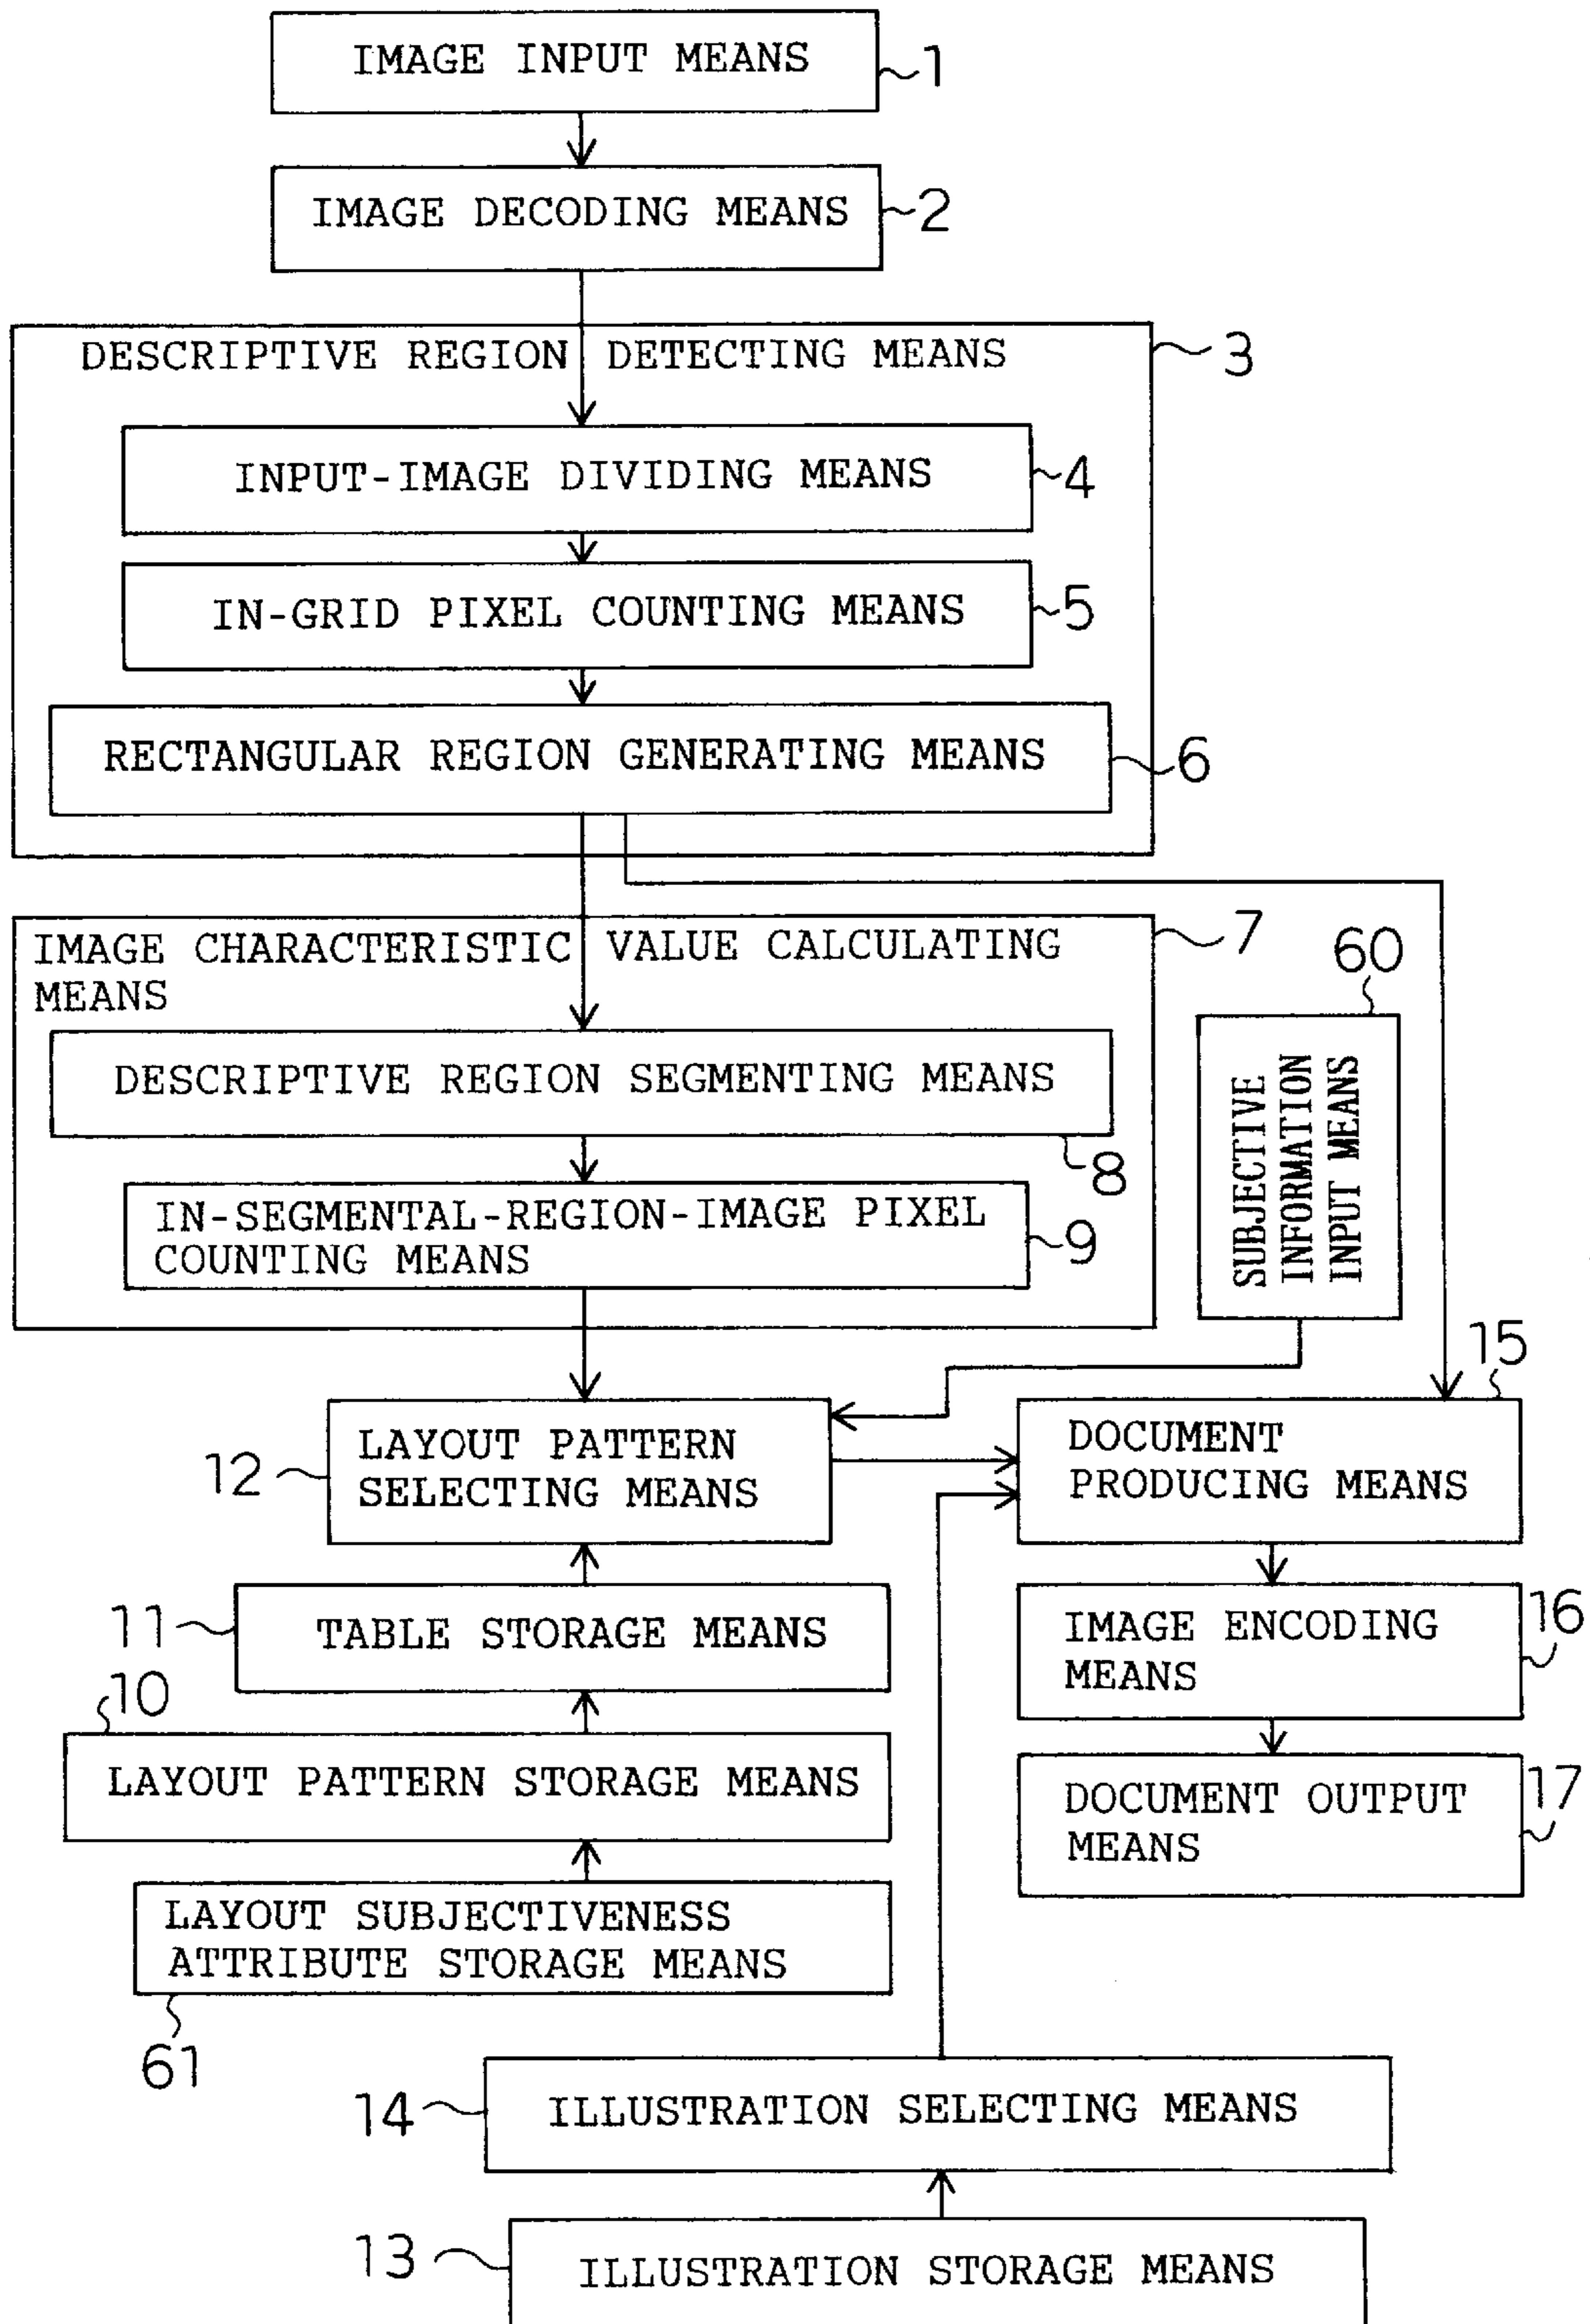 IMAGE INPUT MEANS
1
IMAGE DECODING MEANS
2
DESCRIPTIVE REGION DETECTING MEANS
3
INPUT-IMAGE DIVIDING MEANS
4
IN-GRID PIXEL COUNTING MEANS
5
RECTANGULAR REGION GENERATING MEANS
6
IMAGE CHARACTERISTIC VALUE CALCULATING
MEANS
7
DESCRIPTIVE REGION SEGMENTING MEANS
8
IN-SEGMENTAL-REGION-IMAGE PIXEL
COUNTING MEANS
9
60
SUBJECTIVE
INFORMATION
INPUT MEANS
12
LAYOUT PATTERN
SELECTING MEANS
15
DOCUMENT
PRODUCING MEANS
11
TABLE STORAGE MEANS
16
IMAGE ENCODING
MEANS
10
LAYOUT PATTERN STORAGE MEANS
17
DOCUMENT OUTPUT
MEANS
LAYOUT SUBJECTIVENESS
ATTRIBUTE STORAGE MEANS
61
14
ILLUSTRATION SELECTING MEANS
13
ILLUSTRATION STORAGE MEANS